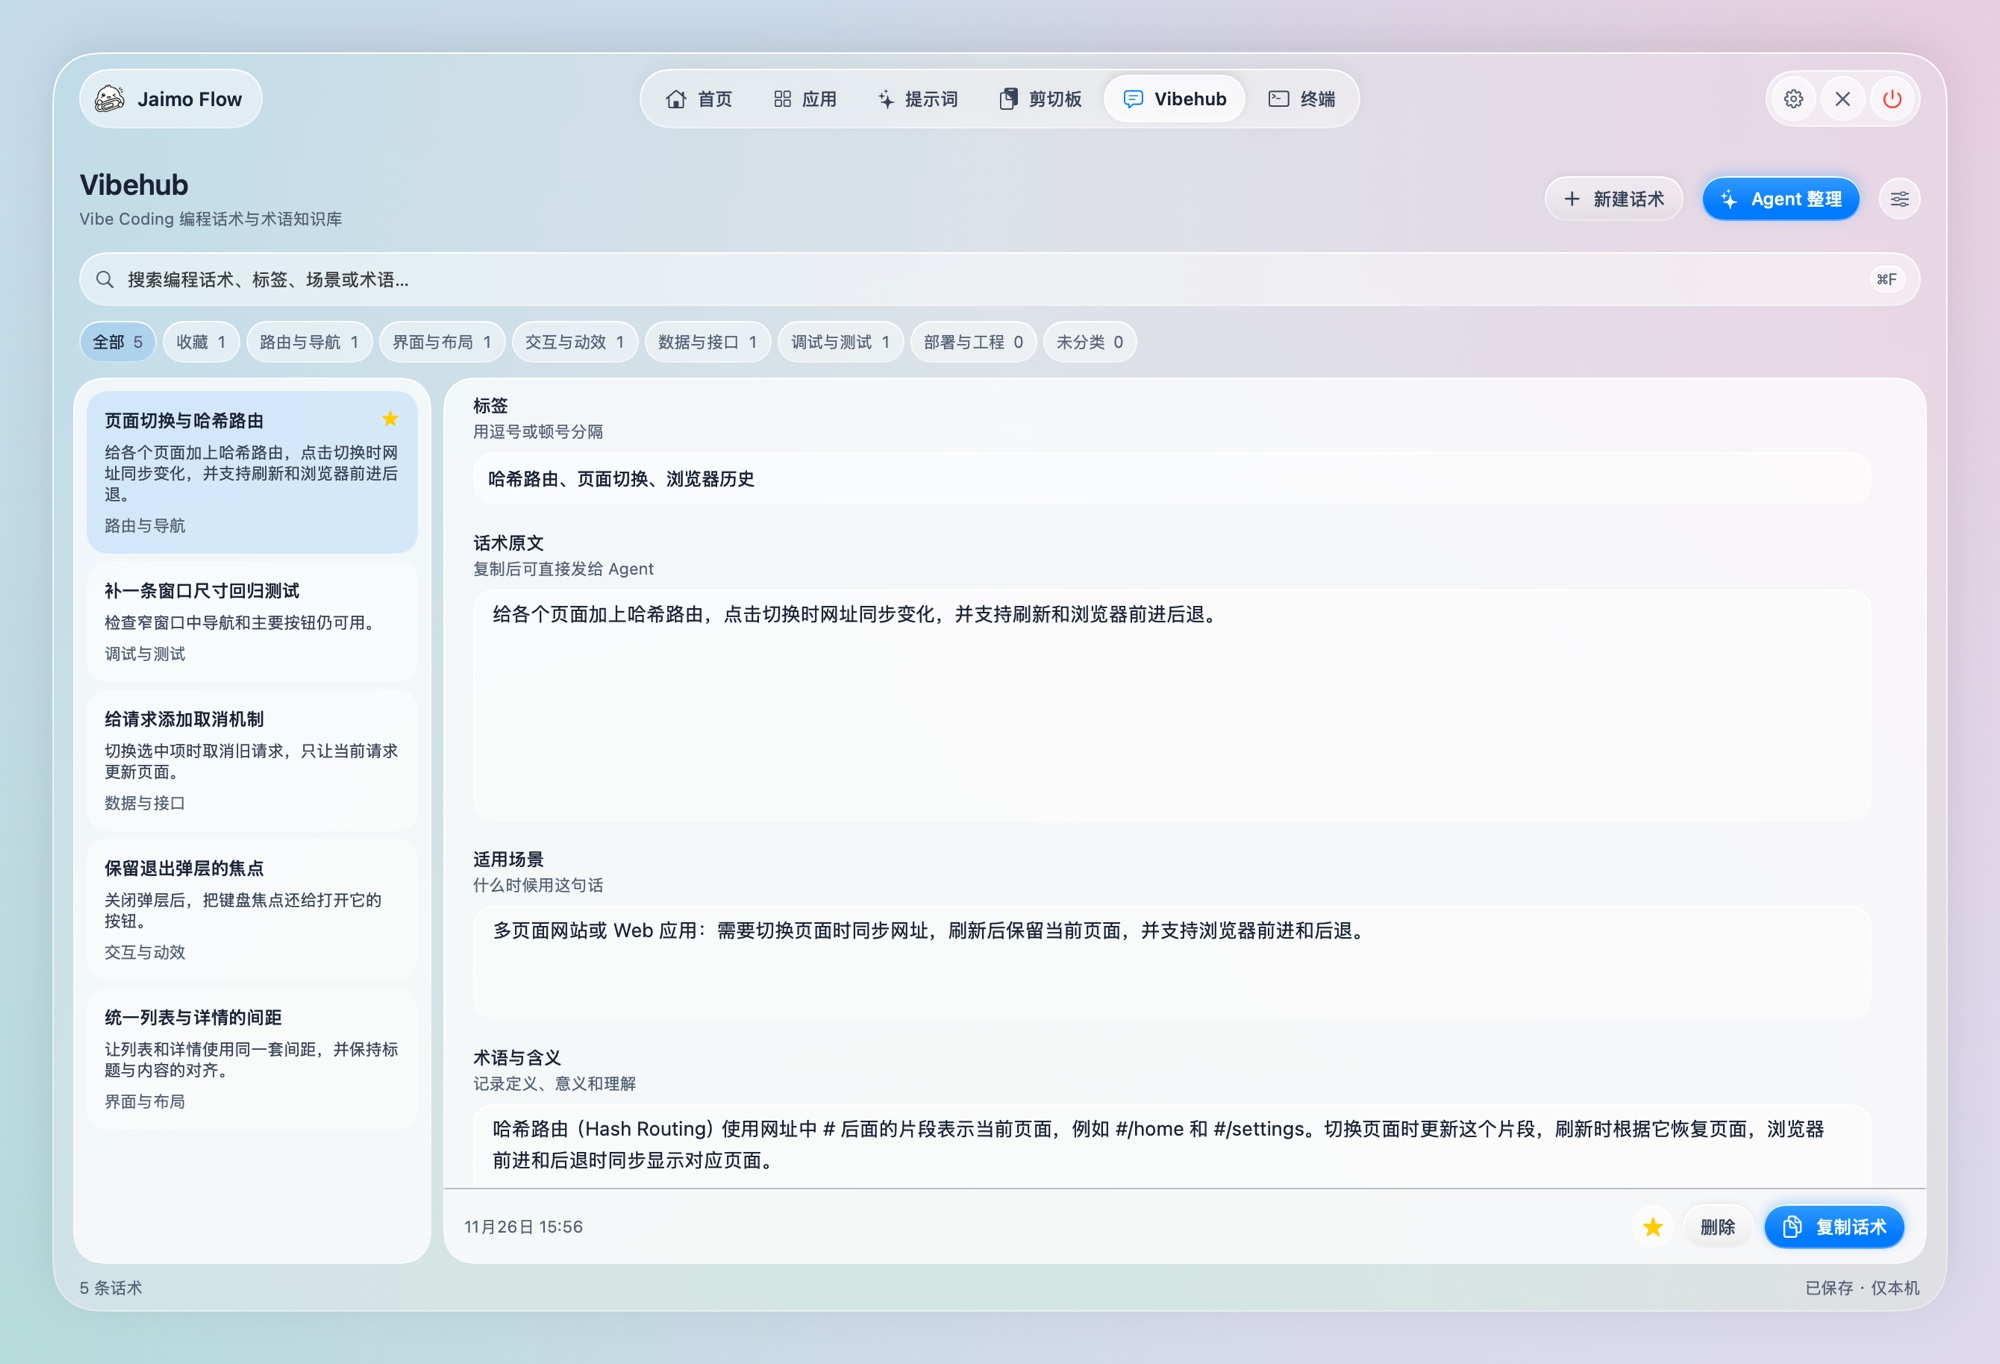 Jaimo Flow
首页
应用
提示词
剪切板
Vibehub
终端
Vibehub
Vibe Coding 编程话术与术语知识库
新建话术
Agent 整理
搜索编程话术、标签、场景或术语...
⌘F
全部 5
收藏 1
路由与导航 1
界面与布局 1
交互与动效 1
数据与接口 1
调试与测试 1
部署与工程 0
未分类 0
页面切换与哈希路由
给各个页面加上哈希路由，点击切换时网
址同步变化，并支持刷新和浏览器前进后
退。
路由与导航
补一条窗口尺寸回归测试
检查窄窗口中导航和主要按钮仍可用。
调试与测试
给请求添加取消机制
切换选中项时取消旧请求，只让当前请求
更新页面。
数据与接口
保留退出弹层的焦点
关闭弹层后，把键盘焦点还给打开它的
按钮。
交互与动效
统一列表与详情的间距
让列表和详情使用同一套间距，并保持标
题与内容的对齐。
界面与布局
标签
用逗号或顿号分隔
哈希路由、页面切换、浏览器历史
话术原文
复制后可直接发给 Agent
给各个页面加上哈希路由，点击切换时网址同步变化，并支持刷新和浏览器前进后退。
适用场景
什么时候用这句话
多页面网站或 Web 应用：需要切换页面时同步网址，刷新后保留当前页面，并支持浏览器前进和后退。
术语与含义
记录定义、意义和理解
哈希路由（Hash Routing）使用网址中 # 后面的片段表示当前页面，例如 #/home 和 #/settings。切换页面时更新这个片段，刷新时根据它恢复页面，浏览器
前进和后退时同步显示对应页面。
11月26日 15:56
删除
复制话术
5 条话术
已保存 · 仅本机